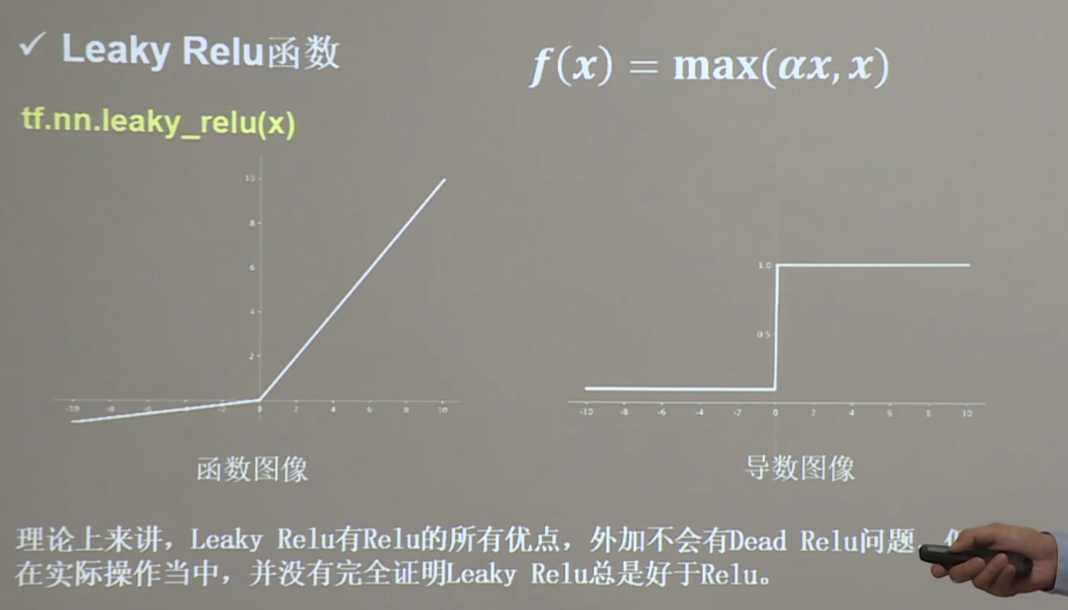 ✓ Leaky Relu函数
f(x) = max(αx, x)
tf.nn.leaky_relu(x)
10
8
6
4
2
-10 -8 -6 -4 -2 0 2 4 6 8 10
1.0
0.5
-10 -8 -6 -4 -2 0 2 4 6 8 10
函数图像
导数图像
理论上来讲，Leaky Relu有Relu的所有优点，外加不会有Dead Relu问题，
在实际操作当中，并没有完全证明Leaky Relu总是好于Relu。